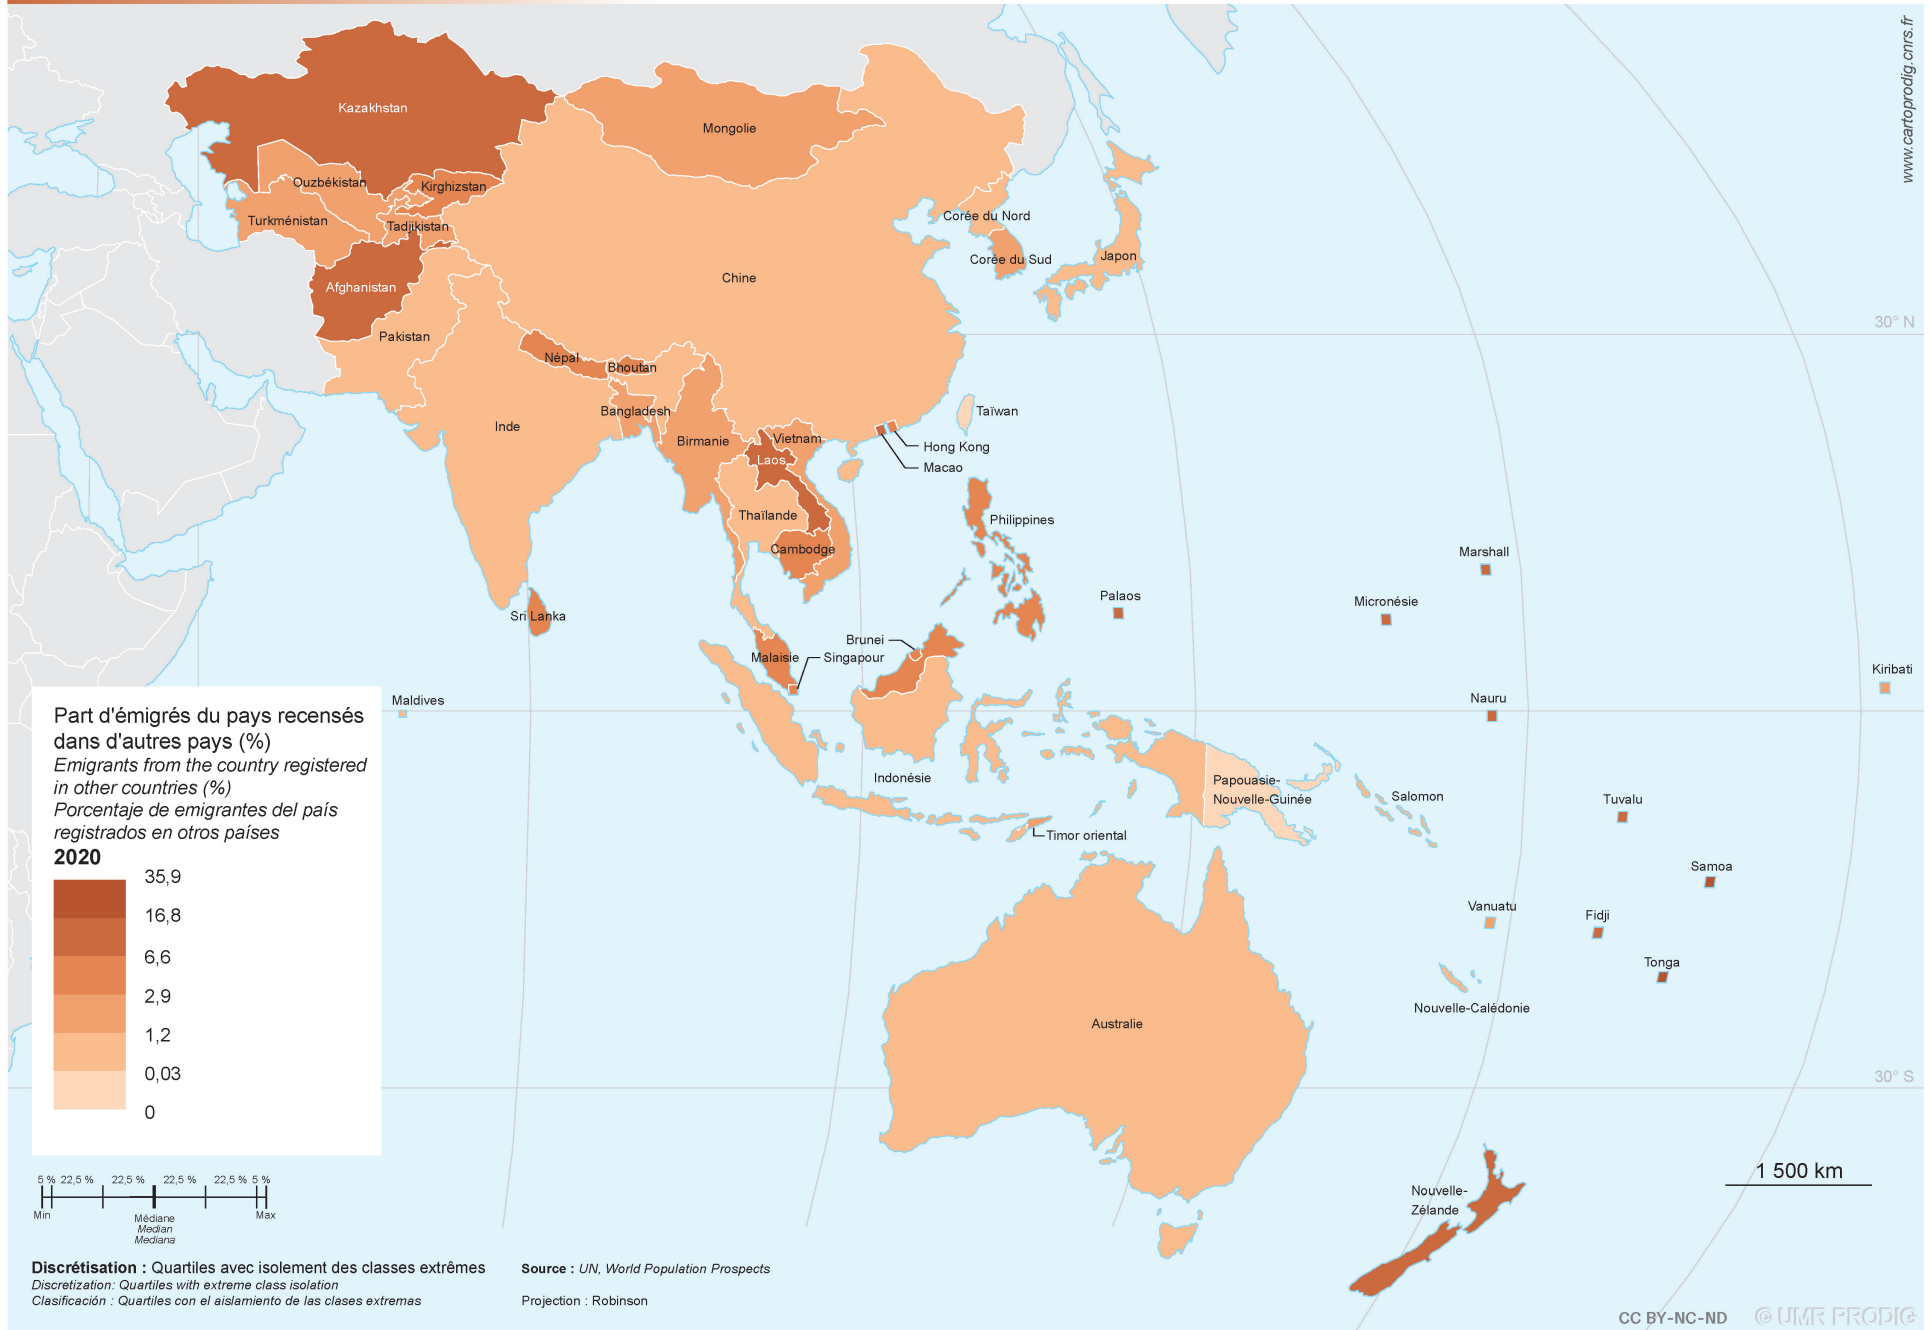 www.cartoprodig.cnrs.fr
Kazakhstan
Mongolie
Ouzbékistan
Kirghizstan
Turkménistan
Tadjikistan
Corée du Nord
Corée du Sud
Japon
Chine
Afghanistan
30° N
Pakistan
Népal
Bhoutan
Bangladesh
Taïwan
Inde
Birmanie
Vietnam
Hong Kong
Laos
Macao
Thaïlande
Philippines
Cambodge
Marshall
Palaos
Micronésie
Sri Lanka
Brunei
Malaisie
Singapour
Kiribati
Maldives
Nauru
Indonésie
Papouasie-
Nouvelle-Guinée
Salomon
Tuvalu
Timor oriental
Samoa
Vanuatu
Fidji
Tonga
Nouvelle-Calédonie
Australie
30° S
Nouvelle-
Zélande
1 500 km
Part d'émigrés du pays recensés
dans d'autres pays (%)
Emigrants from the country registered
in other countries (%)
Porcentaje de emigrantes del país
registrados en otros países
2020
35,9
16,8
6,6
2,9
1,2
0,03
0
5 % 22,5 % 22,5 % 22,5 % 22,5 % 5 %
Min Médiane Max
Median
Mediana
Discrétisation : Quartiles avec isolement des classes extrêmes
Discretization: Quartiles with extreme class isolation
Clasificación : Quartiles con el aislamiento de las clases extremas
Source : UN, World Population Prospects
Projection : Robinson
CC BY-NC-ND © UMR PRODIG